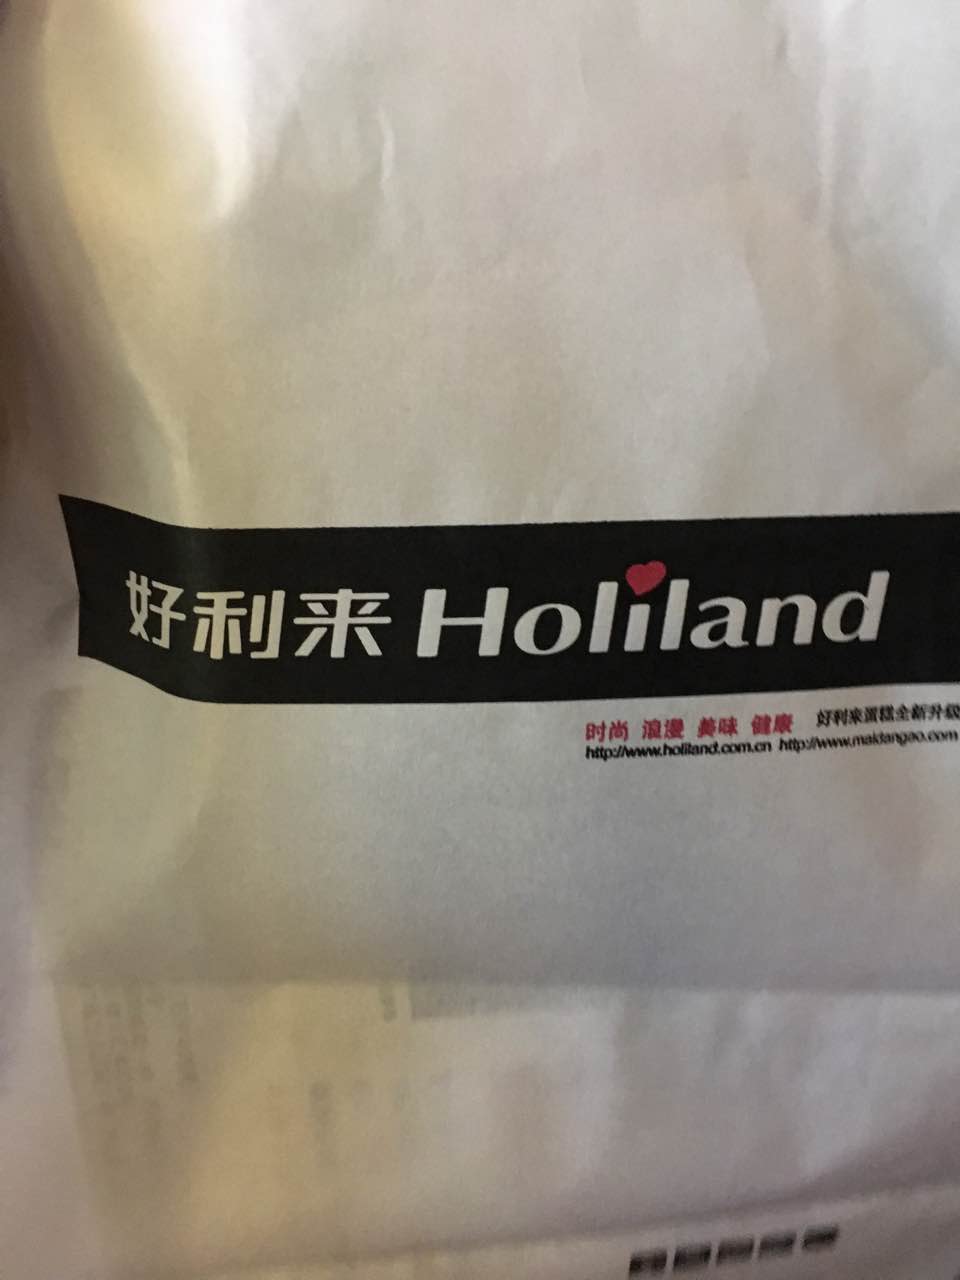 好利来 Holiland
时尚 浪漫 美味 健康 好利来蛋糕全新升级
http://www.holiland.com.cn http://www.maidangao.com